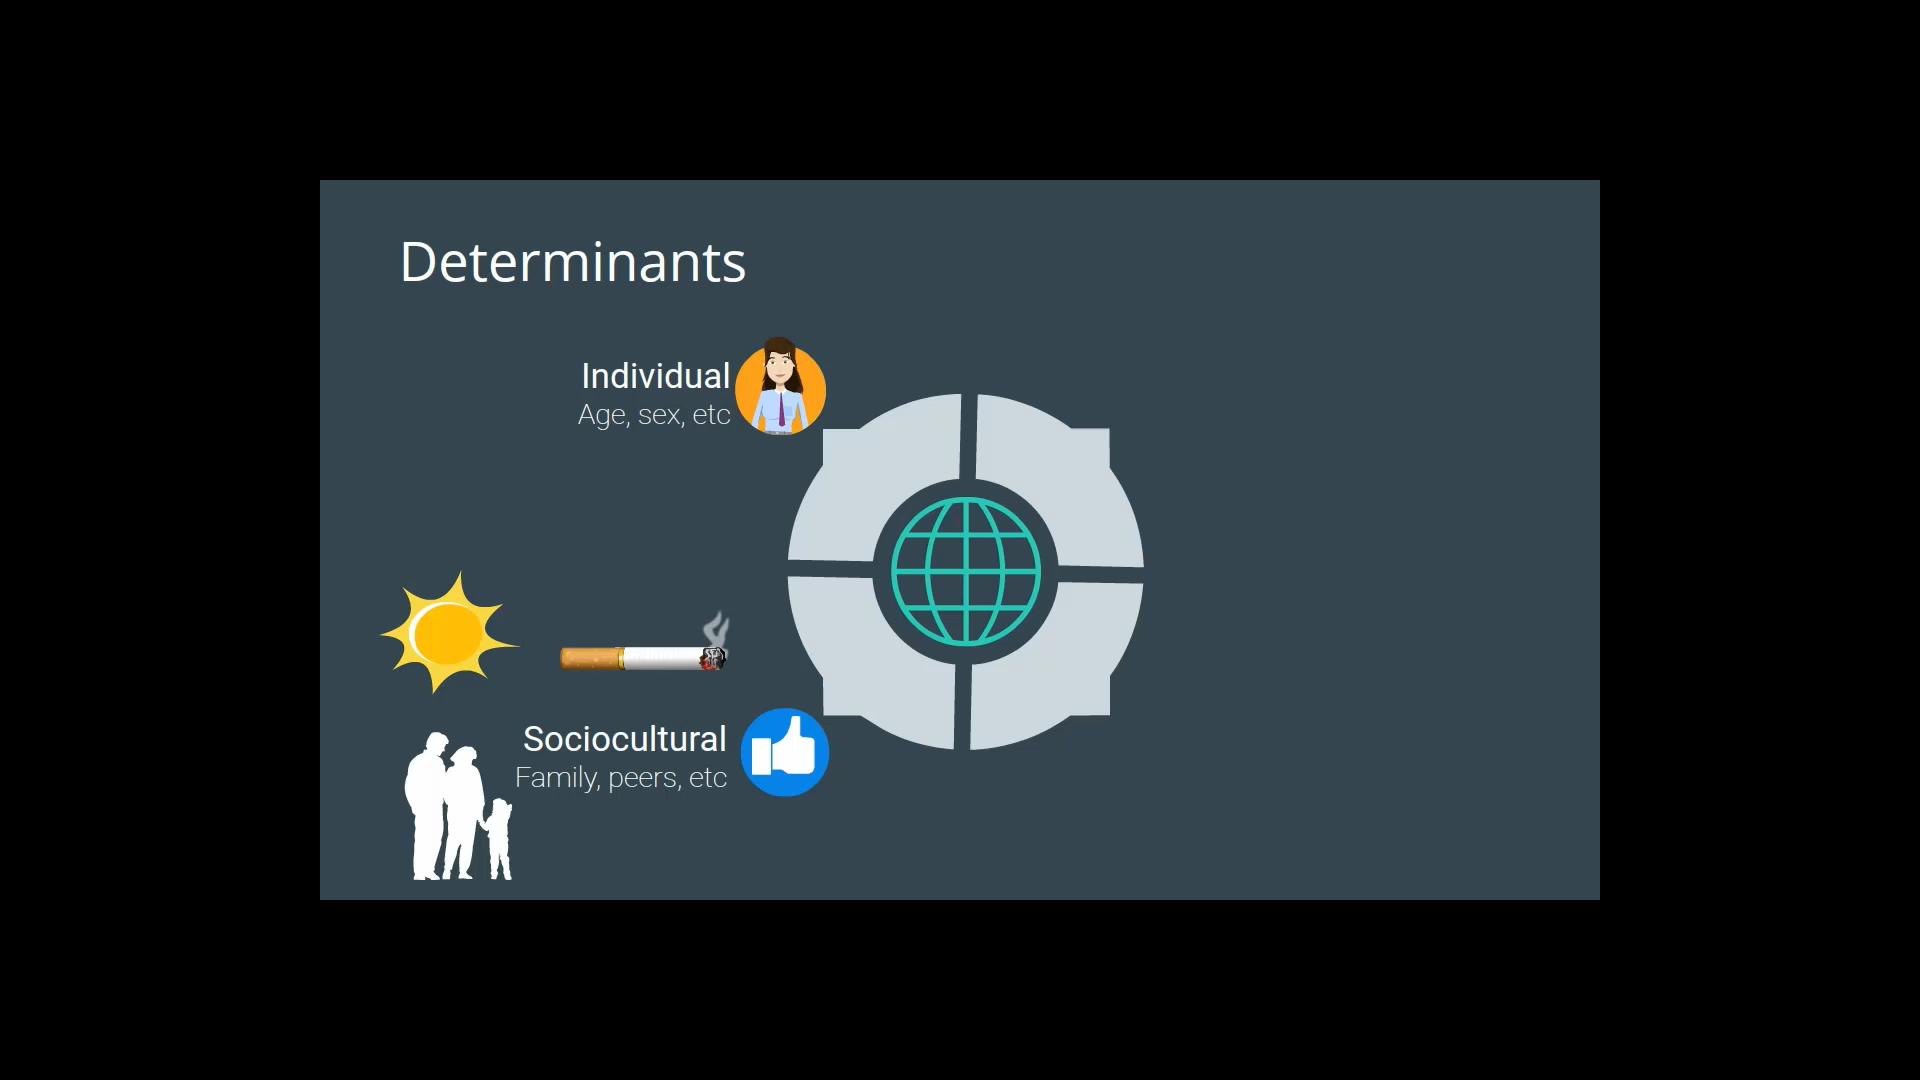 Determinants
Individual
Age, sex, etc
Sociocultural
Family, peers, etc